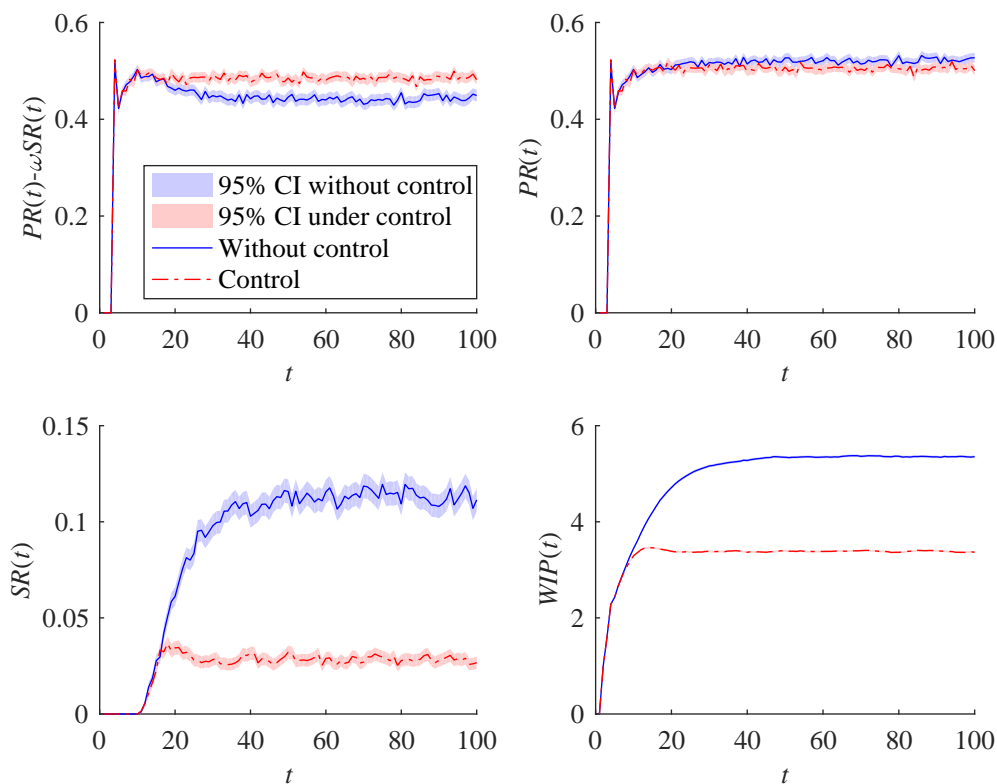 0.6
0.4
0.2
0
PR(t)-ωSR(t)
95% CI without control
95% CI under control
Without control
Control
0 20 40 60 80 100
t
0.6
0.4
0.2
0
PR(t)
0 20 40 60 80 100
t
0.15
0.1
0.05
0
SR(t)
0 20 40 60 80 100
t
6
4
2
0
WIP(t)
0 20 40 60 80 100
t